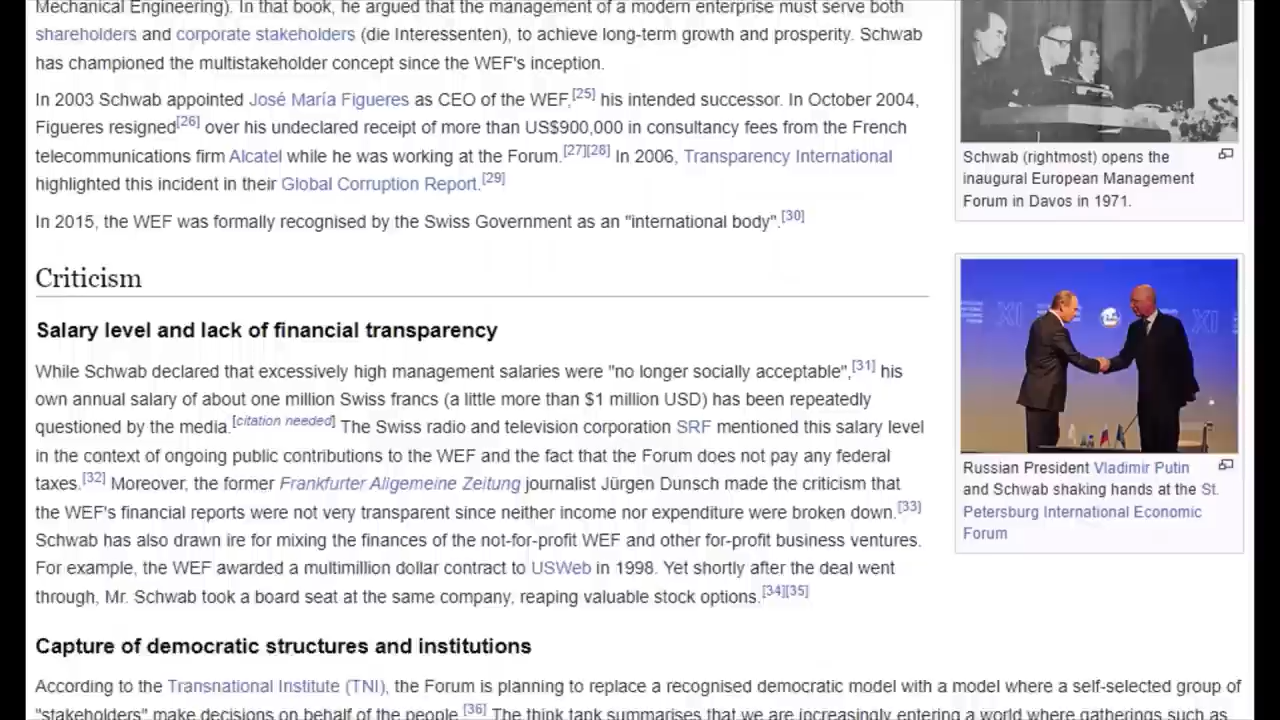 Mechanical Engineering). In that book, he argued that the management of a modern enterprise must serve both
shareholders and corporate stakeholders (die Interessenten), to achieve long-term growth and prosperity. Schwab
has championed the multistakeholder concept since the WEF's inception.
In 2003 Schwab appointed José María Figueres as CEO of the WEF,[25] his intended successor. In October 2004,
Figueres resigned[26] over his undeclared receipt of more than US$900,000 in consultancy fees from the French
telecommunications firm Alcatel while he was working at the Forum.[27][28] In 2006, Transparency International
highlighted this incident in their Global Corruption Report.[29]
In 2015, the WEF was formally recognised by the Swiss Government as an "international body".[30]
Criticism
Salary level and lack of financial transparency
While Schwab declared that excessively high management salaries were "no longer socially acceptable",[31] his
own annual salary of about one million Swiss francs (a little more than $1 million USD) has been repeatedly
questioned by the media.[citation needed] The Swiss radio and television corporation SRF mentioned this salary level
in the context of ongoing public contributions to the WEF and the fact that the Forum does not pay any federal
taxes.[32] Moreover, the former Frankfurter Allgemeine Zeitung journalist Jürgen Dunsch made the criticism that
the WEF's financial reports were not very transparent since neither income nor expenditure were broken down.[33]
Schwab has also drawn ire for mixing the finances of the not-for-profit WEF and other for-profit business ventures.
For example, the WEF awarded a multimillion dollar contract to USWeb in 1998. Yet shortly after the deal went
through, Mr. Schwab took a board seat at the same company, reaping valuable stock options.[34][35]
Capture of democratic structures and institutions
According to the Transnational Institute (TNI), the Forum is planning to replace a recognised democratic model with a model where a self-selected group of
"stakeholders" make decisions on behalf of the people.[36] The think tank summarises that we are increasingly entering a world where gatherings such as
Schwab (rightmost) opens the
inaugural European Management
Forum in Davos in 1971.
XI
XI
Russian President Vladimir Putin
and Schwab shaking hands at the St.
Petersburg International Economic
Forum